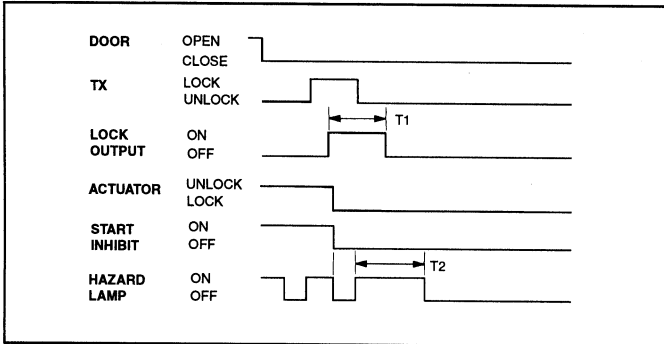 DOOR OPEN
CLOSE
TX LOCK
UNLOCK
T1
LOCK ON
OUTPUT OFF
ACTUATOR UNLOCK
LOCK
START ON
INHIBIT OFF
T2
HAZARD ON
LAMP OFF